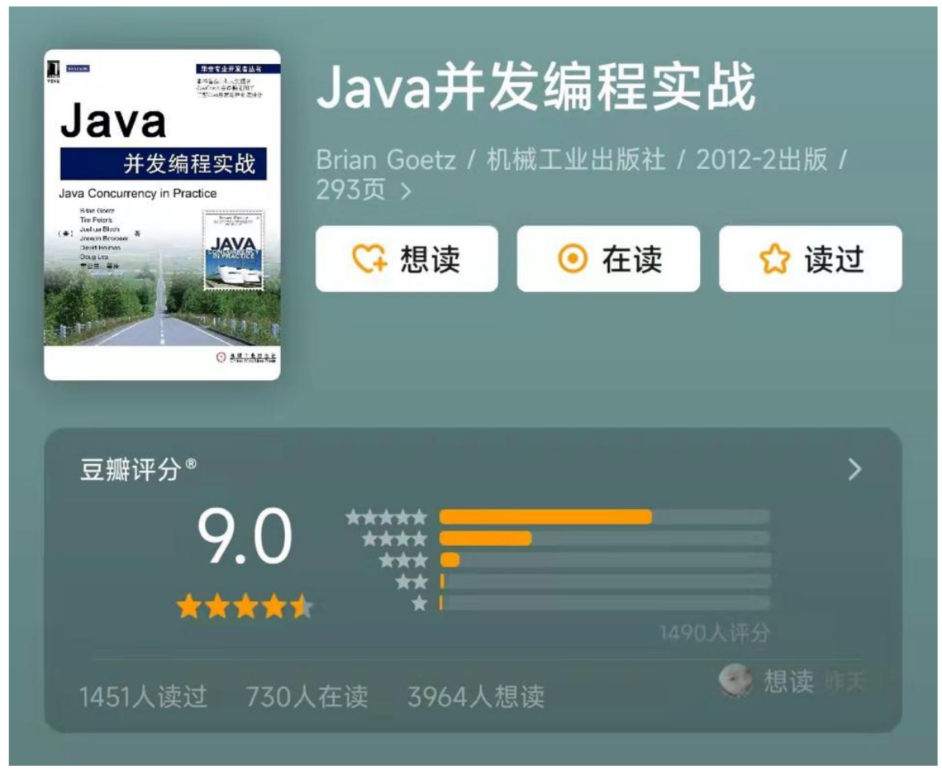 Java并发编程实战
Brian Goetz / 机械工业出版社 / 2012-2出版 /
293页
想读
在读
读过
Java
并发编程实战
Java Concurrency in Practice
Brian Goetz
Tim Peierls
Joshua Bloch
Joseph Bowbeer
David Holmes
Doug Lea
著
JAVA
CONCURRENCY
IN PRACTICE
豆瓣评分®
9.0
1490人评分
1451人读过
730人在读
3964人想读
想读 昨天